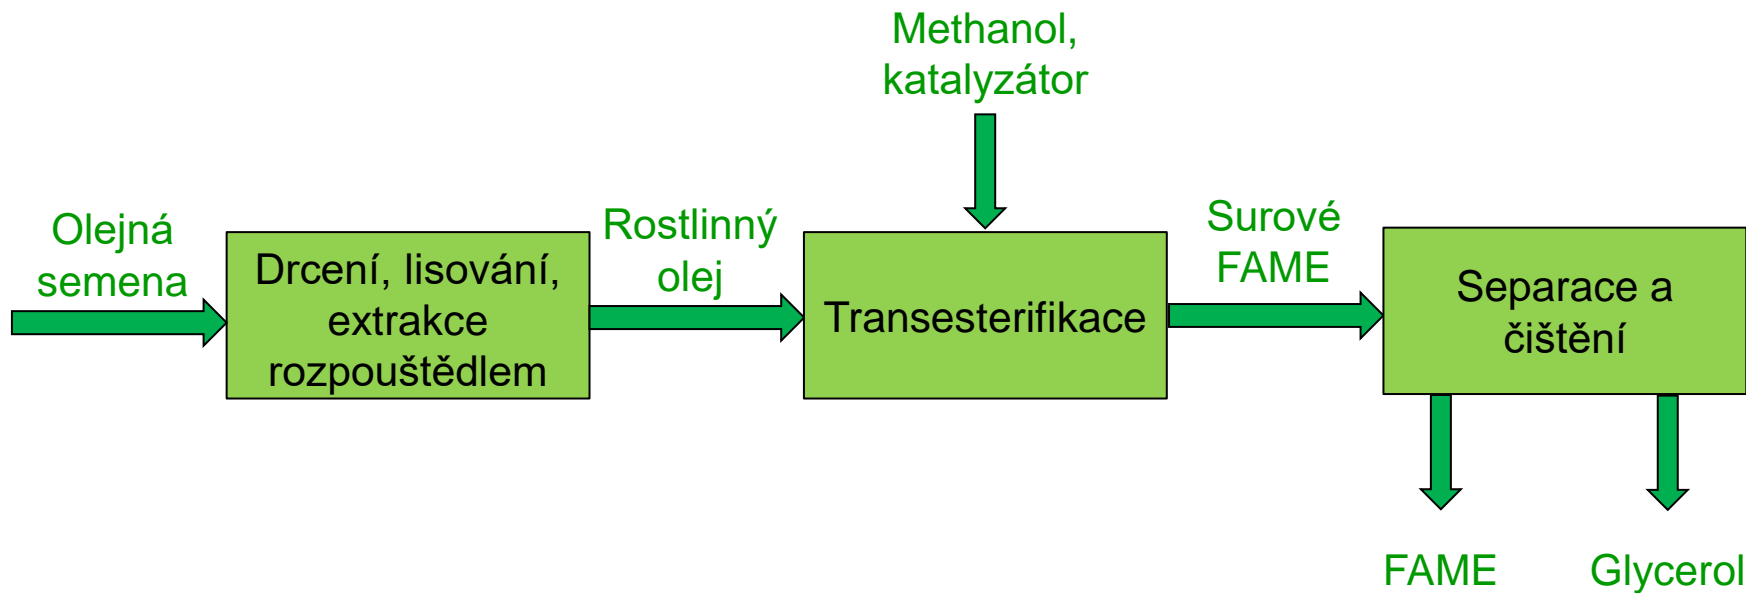 Methanol,
katalyzátor
Olejná
semena
Drcení, lisování,
extrakce
rozpouštědlem
Rostlinný
olej
Transesterifikace
Surové
FAME
Separace a
čištění
FAME
Glycerol